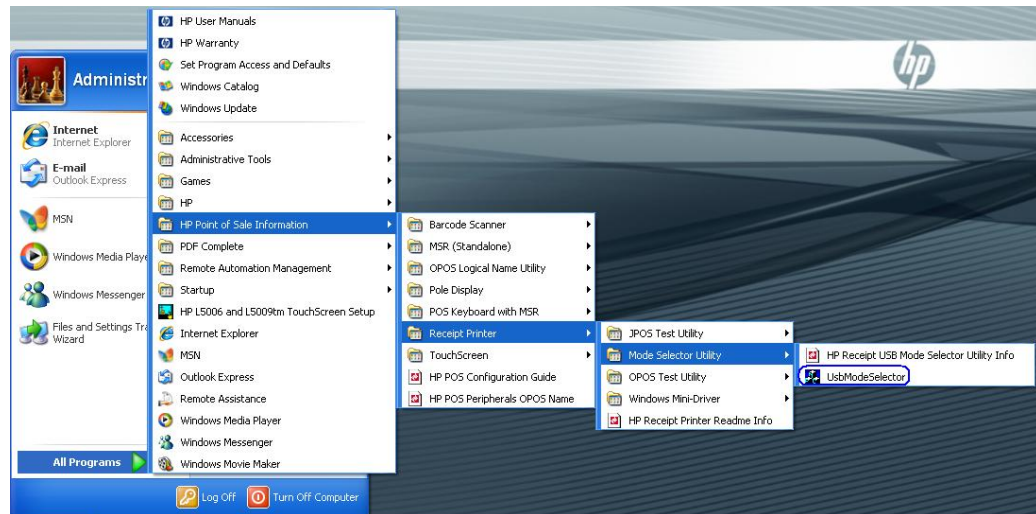 Administr
Internet
Internet Explorer
E-mail
Outlook Express
MSN
Windows Media Playe
Windows Messenger
Files and Settings Tra
Wizard
All Programs
Log Off
Turn Off Computer
HP User Manuals
HP Warranty
Set Program Access and Defaults
Windows Catalog
Windows Update
Accessories
Administrative Tools
Games
HP
HP Point of Sale Information
PDF Complete
Remote Automation Management
Startup
HP L5006 and L5009tm TouchScreen Setup
Internet Explorer
MSN
Outlook Express
Remote Assistance
Windows Media Player
Windows Messenger
Windows Movie Maker
Barcode Scanner
MSR (Standalone)
OPOS Logical Name Utility
Pole Display
POS Keyboard with MSR
Receipt Printer
TouchScreen
HP POS Configuration Guide
HP POS Peripherals OPOS Name
JPOS Test Utility
Mode Selector Utility
OPOS Test Utility
Windows Mini-Driver
HP Receipt Printer Readme Info
HP Receipt USB Mode Selector Utility Info
UsbModeSelector
hp